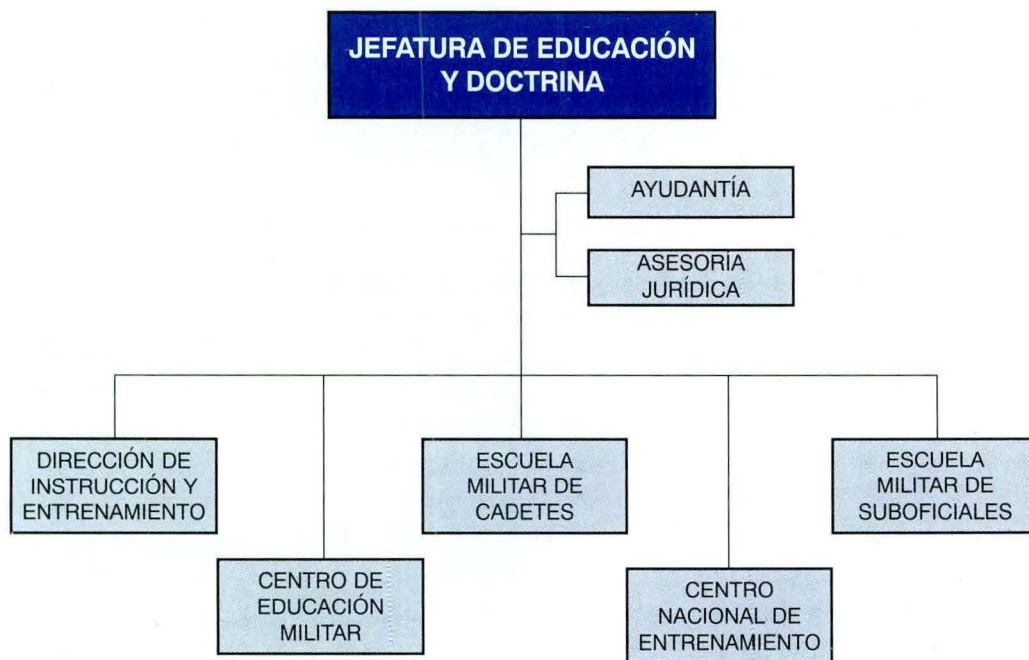 JEFATURA DE EDUCACIÓN
Y DOCTRINA
AYUDANTÍA
ASESORÍA
JURÍDICA
DIRECCIÓN DE
INSTRUCCIÓN Y
ENTRENAMIENTO
CENTRO DE
EDUCACIÓN
MILITAR
ESCUELA
MILITAR DE
CADETES
CENTRO
NACIONAL DE
ENTRENAMIENTO
ESCUELA
MILITAR DE
SUBOFICIALES